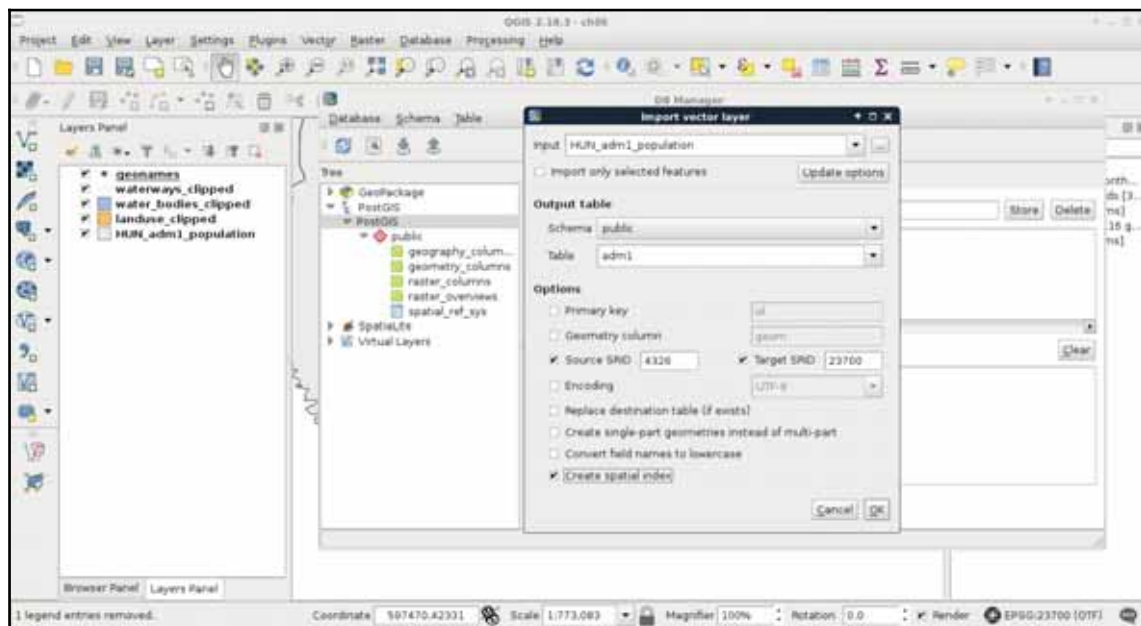 QGIS 2.18.3 - ch06
Project Edit View Layer Settings Plugins Vector Raster Database Processing Help
DB Manager
Layers Panel
geonames
waterways_clipped
water_bodies_clipped
landuse_clipped
HUN_adm1_population
Database Schema Table
Tree
GeoPackage
PostGIS
PostGIS
public
geography_colum...
geometry_columns
raster_columns
raster_overviews
spatial_ref_sys
SpatiaLite
Virtual Layers
Import vector layer
Input HUN_adm1_population ...
Import only selected features Update options
Output table
Schema public
Table adm1
Options
Primary key id
Geometry column geom
Source SRID 4326 Target SRID 23700
Encoding UTF-8
Replace destination table (if exists)
Create single-part geometries instead of multi-part
Convert field names to lowercase
Create spatial index
Cancel OK
Store Delete
Clear
Browser Panel Layers Panel
1 legend entries removed. Coordinate 597470,42331 Scale 1:773,083 Magnifier 100% Rotation 0.0 Render EPSG:23700 (OTF)